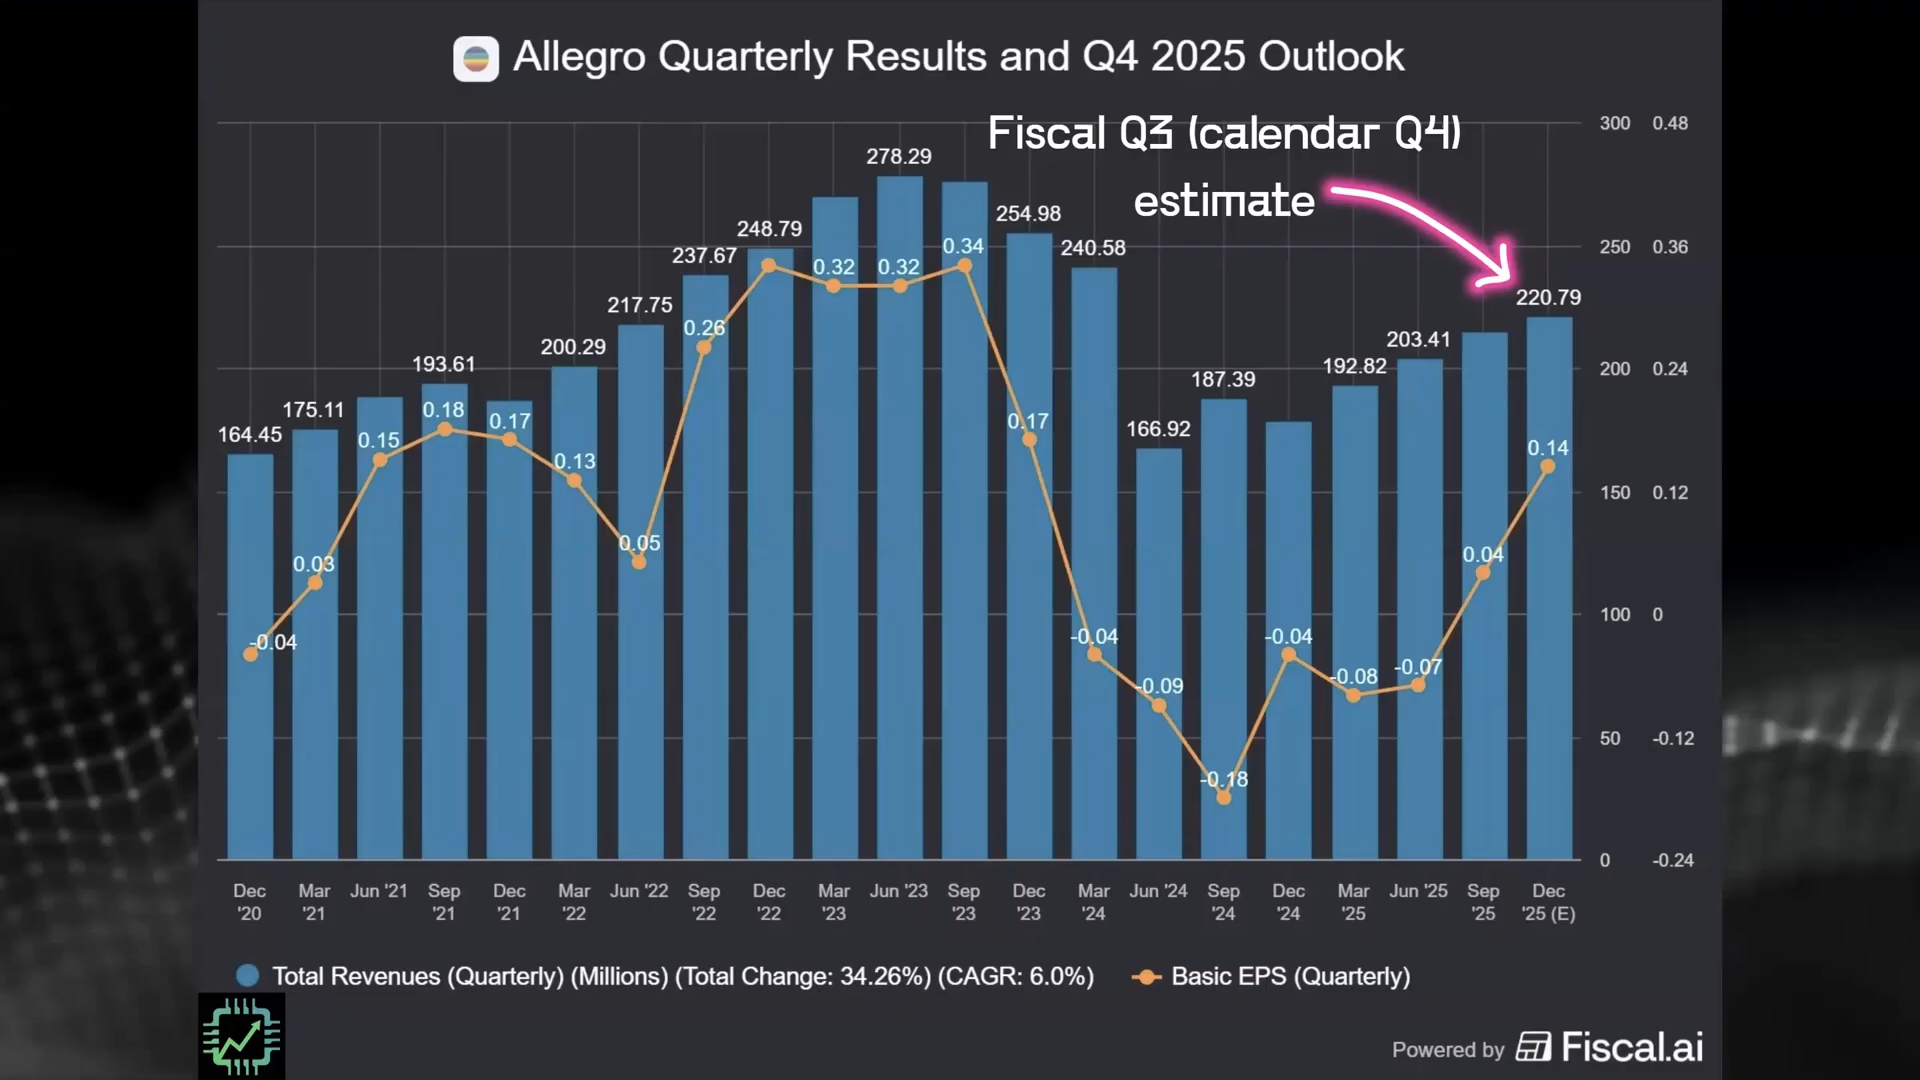 Allegro Quarterly Results and Q4 2025 Outlook
Fiscal Q3 (calendar Q4)
estimate
300 0.48
250 0.36
200 0.24
150 0.12
100 0
50 -0.12
0 -0.24
164.45
175.11
193.61
200.29
217.75
237.67
248.79
278.29
254.98
240.58
166.92
187.39
192.82
203.41
220.79
-0.04
0.03
0.15
0.18
0.17
0.13
0.05
0.26
0.32
0.32
0.34
0.17
-0.04
-0.09
-0.18
-0.04
-0.08
-0.07
0.04
0.14
Dec '20
Mar '21
Jun '21
Sep '21
Dec '21
Mar '22
Jun '22
Sep '22
Dec '22
Mar '23
Jun '23
Sep '23
Dec '23
Mar '24
Jun '24
Sep '24
Dec '24
Mar '25
Jun '25
Sep '25
Dec '25 (E)
Total Revenues (Quarterly) (Millions) (Total Change: 34.26%) (CAGR: 6.0%)
Basic EPS (Quarterly)
Powered by Fiscal.ai